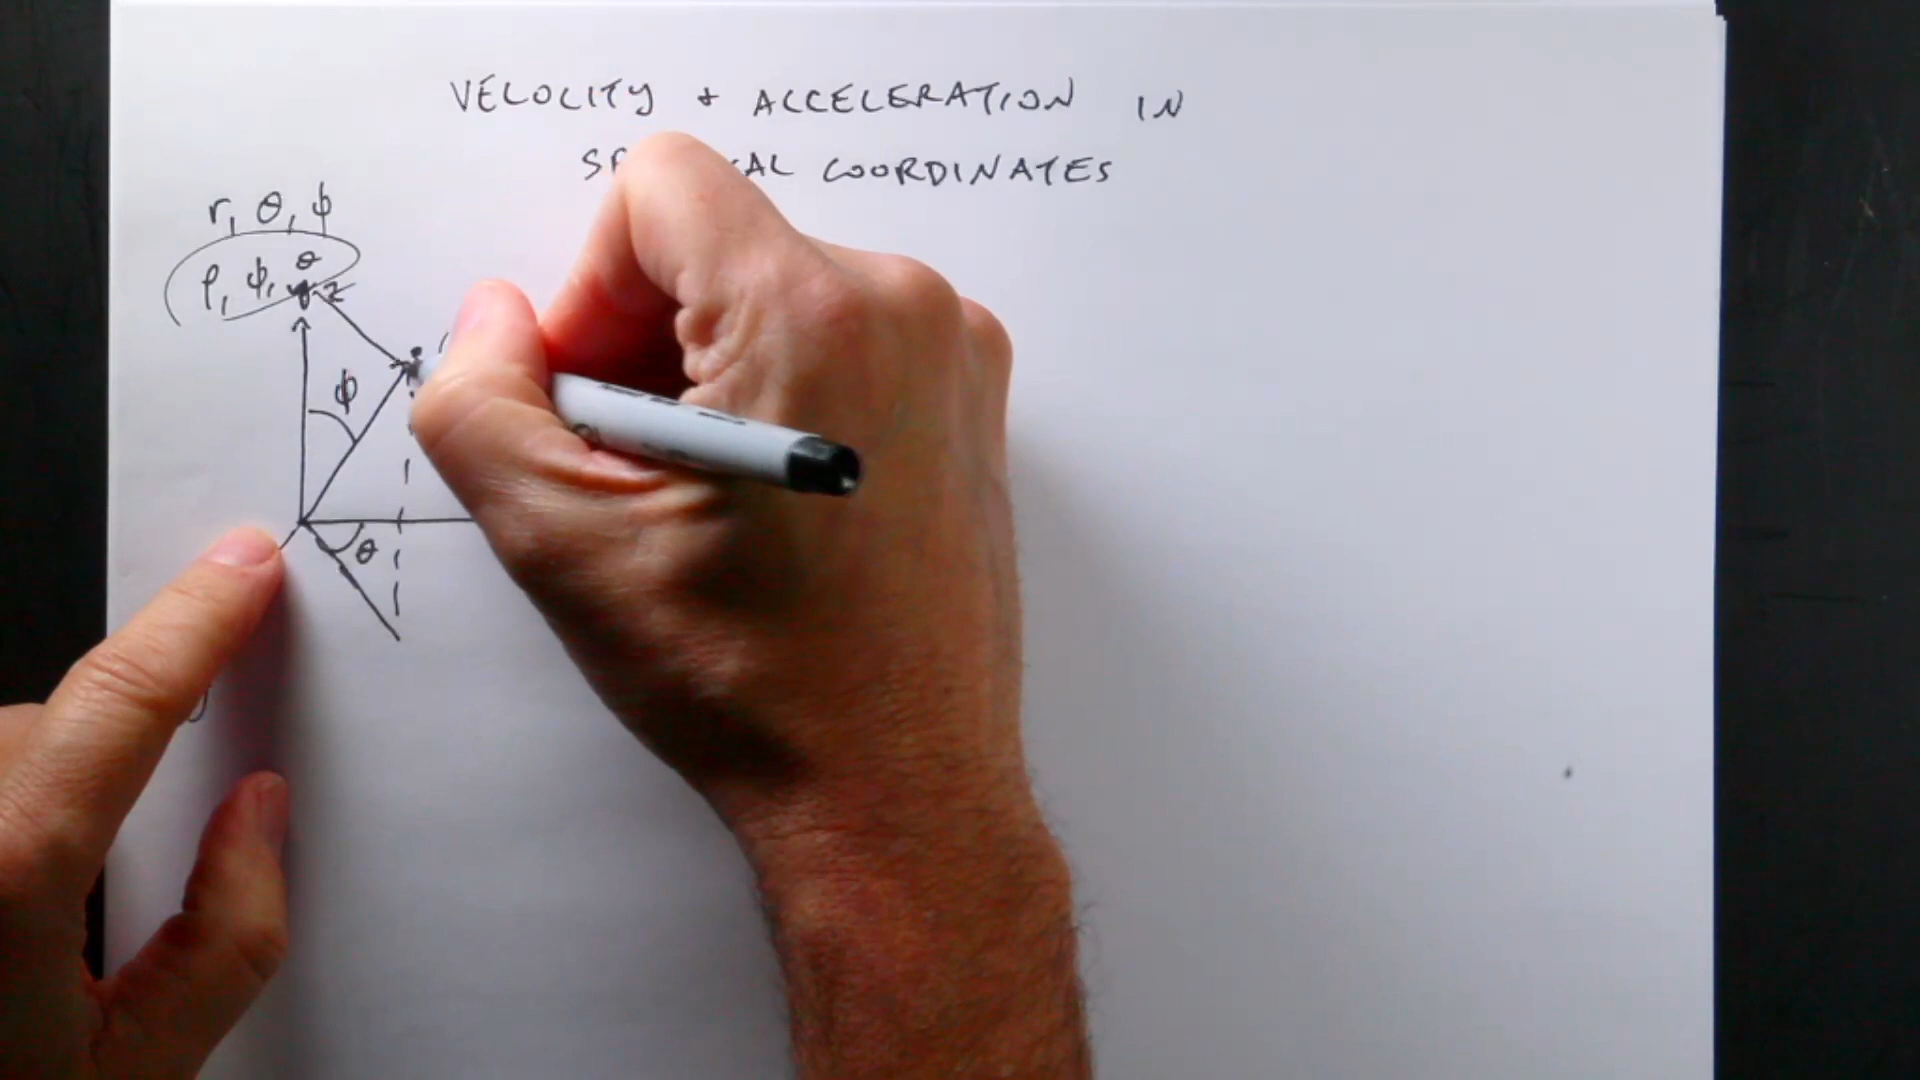 VELOCITY + ACCELERATION IN
COORDINATES
r, θ, ϕ
ρ, ϕ, θ
z
ϕ
θ
y